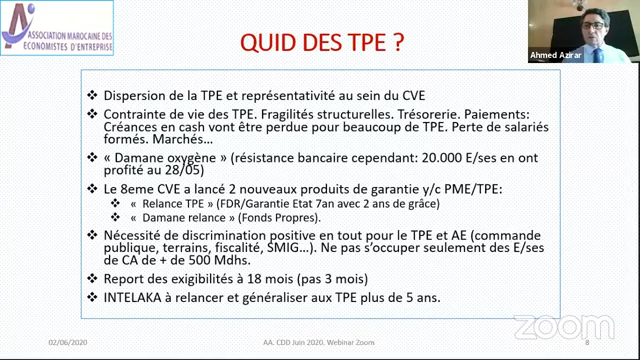 ASSOCIATION MAROCAINE DES
ECONOMISTES D'ENTREPRISE
QUID DES TPE ?
Ahmed Azirar
Dispersion de la TPE et représentativité au sein du CVE
Contrainte de vie des TPE. Fragilités structurelles. Trésorerie. Paiements:
Créances en cash vont être perdue pour beaucoup de TPE. Perte de salariés
formés. Marchés…
« Damane oxygène » (résistance bancaire cependant: 20.000 E/ses en ont
profité au 28/05)
Le 8eme CVE a lancé 2 nouveaux produits de garantie y/c PME/TPE:
« Relance TPE » (FDR/Garantie Etat 7an avec 2 ans de grâce)
« Damane relance » (Fonds Propres).
Nécessité de discrimination positive en tout pour le TPE et AE (commande
publique, terrains, fiscalité, SMIG…). Ne pas s'occuper seulement des E/ses
de CA de + de 500 Mdhs.
Report des exigibilités à 18 mois (pas 3 mois)
INTELAKA à relancer et généraliser aux TPE plus de 5 ans.
02/06/2020
AA. CDD Juin 2020. Webinar Zoom
8
zoom